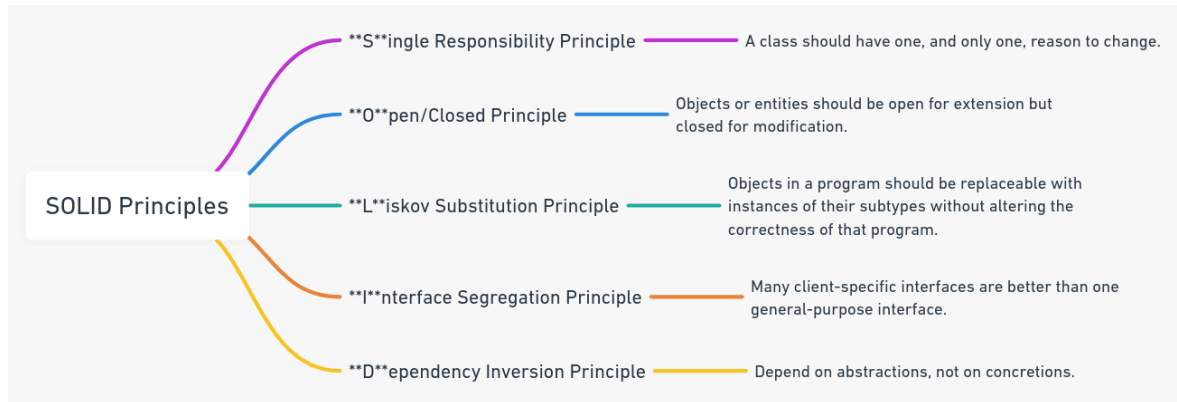 SOLID Principles
**S**ingle Responsibility Principle
A class should have one, and only one, reason to change.
**O**pen/Closed Principle
Objects or entities should be open for extension but
closed for modification.
**L**iskov Substitution Principle
Objects in a program should be replaceable with
instances of their subtypes without altering the
correctness of that program.
**I**nterface Segregation Principle
Many client-specific interfaces are better than one
general-purpose interface.
**D**ependency Inversion Principle
Depend on abstractions, not on concretions.